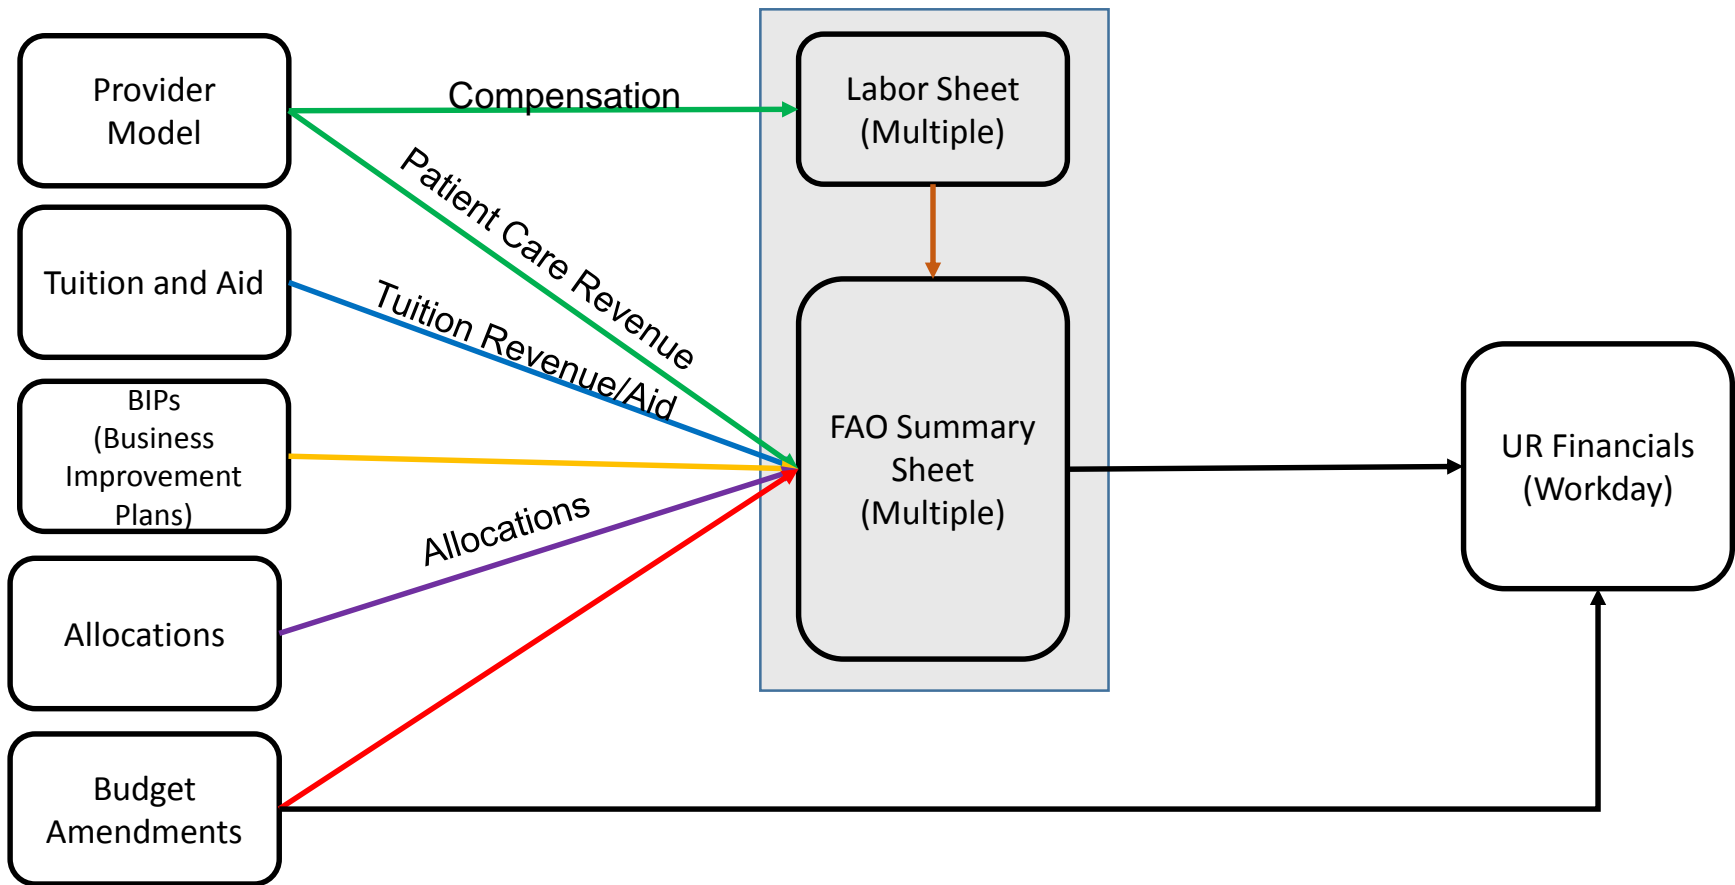 Provider
Model
Compensation
Labor Sheet
(Multiple)
Patient Care Revenue
Tuition and Aid
Tuition Revenue/Aid
BIPs
(Business
Improvement
Plans)
FAO Summary
Sheet
(Multiple)
UR Financials
(Workday)
Allocations
Allocations
Budget
Amendments